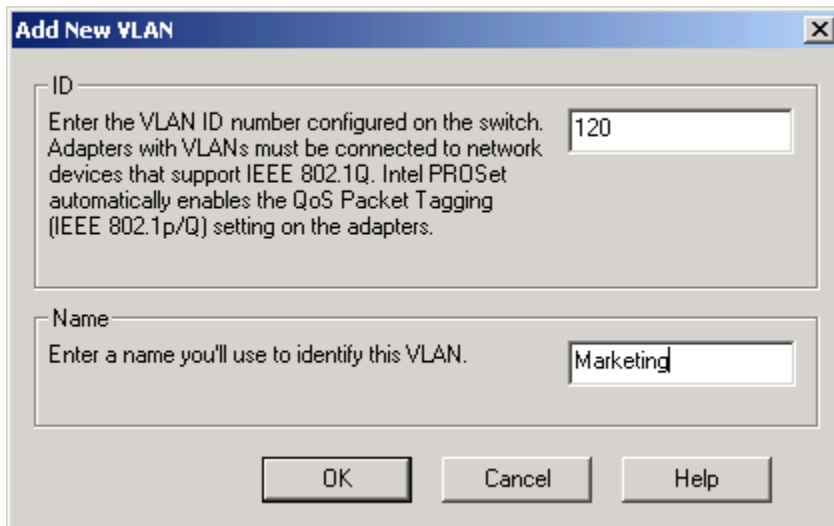 Add New VLAN
ID
Enter the VLAN ID number configured on the switch.
Adapters with VLANs must be connected to network
devices that support IEEE 802.1Q. Intel PROSet
automatically enables the QoS Packet Tagging
(IEEE 802.1p/Q) setting on the adapters.
120
Name
Enter a name you'll use to identify this VLAN.
Marketing
OK
Cancel
Help